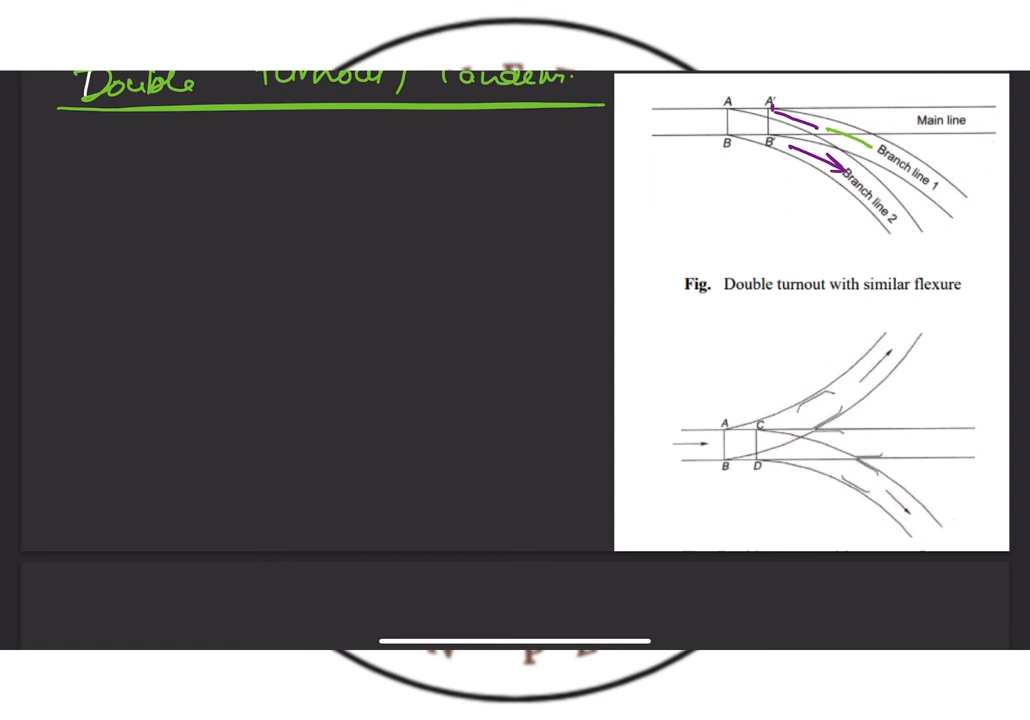 Double Turnout / Tandem.
A A'
Main line
B B'
Branch line 1
Branch line 2
Fig. Double turnout with similar flexure
A C
B D